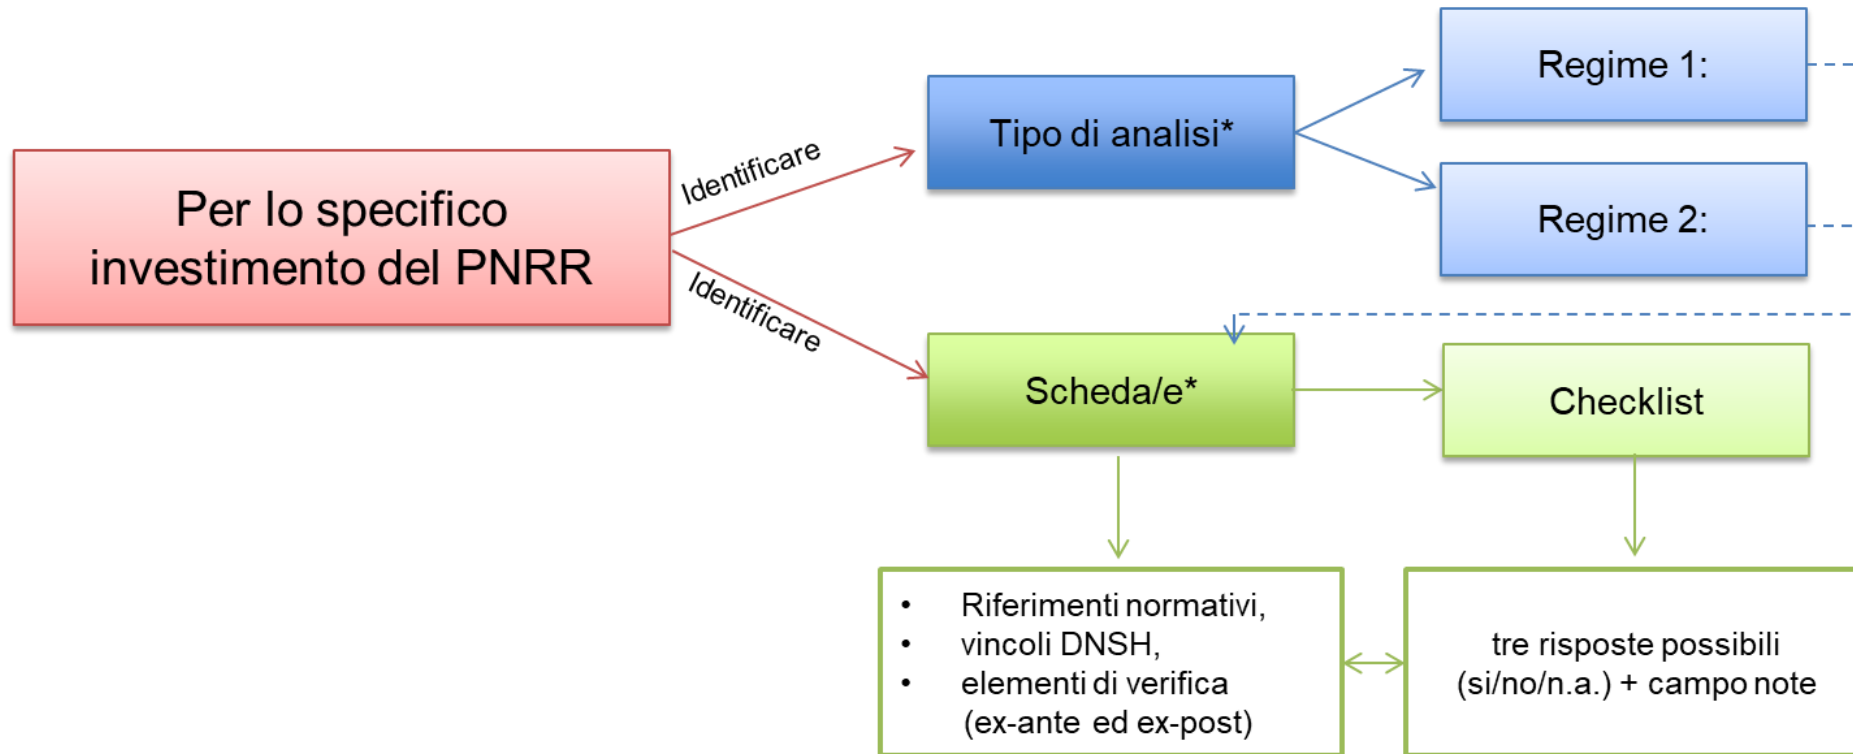 Regime 1:
Tipo di analisi*
Identificare
Per lo specifico
investimento del PNRR
Regime 2:
Identificare
Scheda/e*
Checklist
• Riferimenti normativi,
• vincoli DNSH,
• elementi di verifica
(ex-ante ed ex-post)
tre risposte possibili
(si/no/n.a.) + campo note